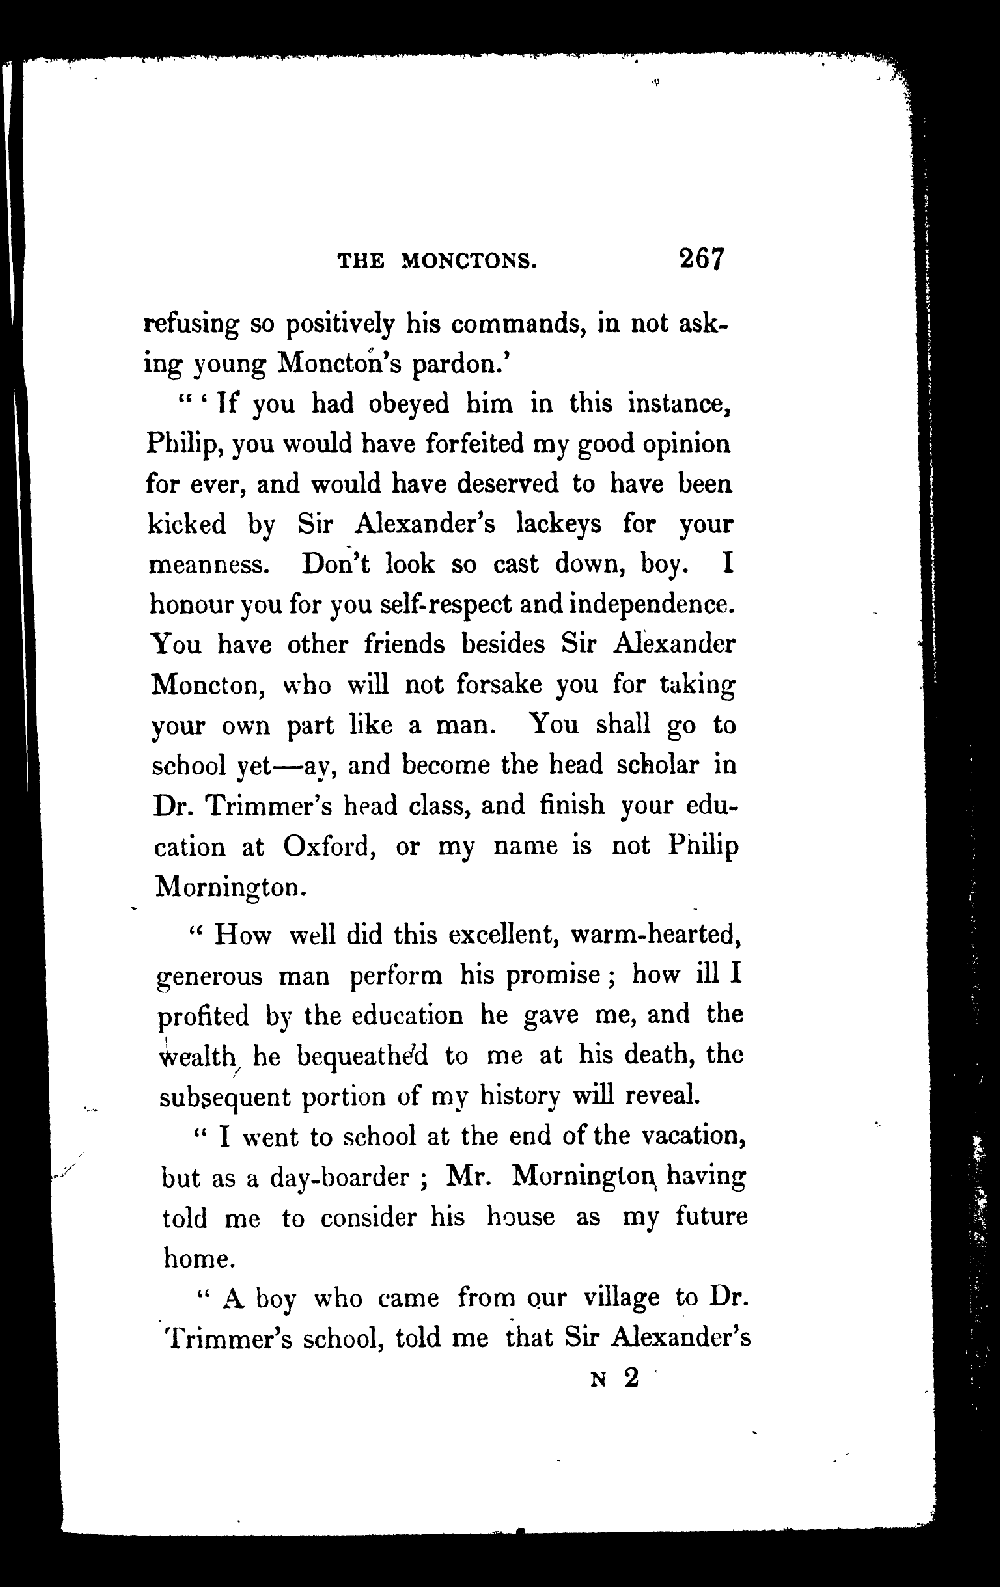 THE MONCTONS. 267
refusing so positively his commands, in not ask-
ing young Moncton's pardon.'
" ' If you had obeyed him in this instance,
Philip, you would have forfeited my good opinion
for ever, and would have deserved to have been
kicked by Sir Alexander's lackeys for your
meanness. Don't look so cast down, boy. I
honour you for you self-respect and independence.
You have other friends besides Sir Alexander
Moncton, who will not forsake you for taking
your own part like a man. You shall go to
school yet—ay, and become the head scholar in
Dr. Trimmer's head class, and finish your edu-
cation at Oxford, or my name is not Philip
Mornington.
" How well did this excellent, warm-hearted,
generous man perform his promise ; how ill I
profited by the education he gave me, and the
wealth he bequeathed to me at his death, the
subsequent portion of my history will reveal.
" I went to school at the end of the vacation,
but as a day-boarder ; Mr. Mornington having
told me to consider his house as my future
home.
" A boy who came from our village to Dr.
Trimmer's school, told me that Sir Alexander's
N 2